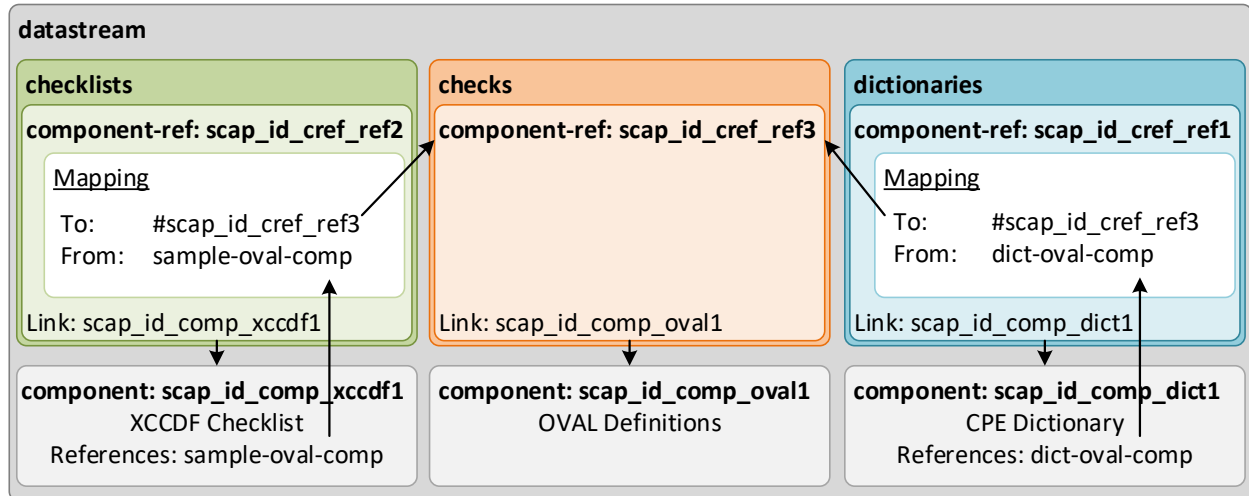 datastream
checklists
component-ref: scap_id_cref_ref2
Mapping
To: #scap_id_cref_ref3
From: sample-oval-comp
Link: scap_id_comp_xccdf1
checks
component-ref: scap_id_cref_ref3
Link: scap_id_comp_oval1
dictionaries
component-ref: scap_id_cref_ref1
Mapping
To: #scap_id_cref_ref3
From: dict-oval-comp
Link: scap_id_comp_dict1
component: scap_id_comp_xccdf1
XCCDF Checklist
References: sample-oval-comp
component: scap_id_comp_oval1
OVAL Definitions
component: scap_id_comp_dict1
CPE Dictionary
References: dict-oval-comp